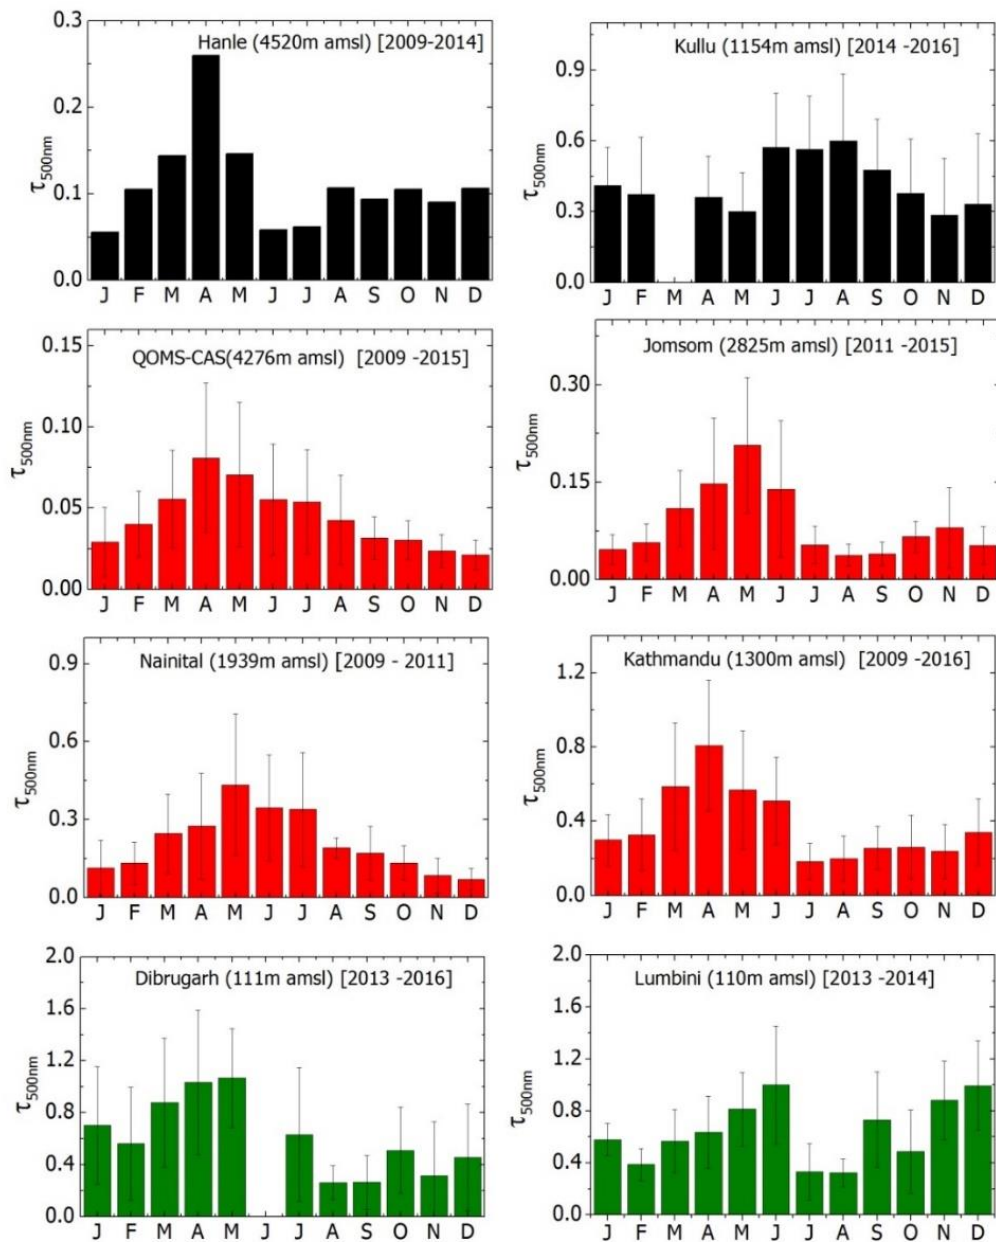 Hanle (4520m amsl) [2009-2014]
0.3
0.2
0.1
0.0
τ500nm
J F M A M J J A S O N D
Kullu (1154m amsl) [2014 -2016]
0.9
0.6
0.3
0.0
τ500nm
J F M A M J J A S O N D
QOMS-CAS(4276m amsl) [2009 -2015]
0.15
0.10
0.05
0.00
τ500nm
J F M A M J J A S O N D
Jomsom (2825m amsl) [2011 -2015]
0.30
0.15
0.00
τ500nm
J F M A M J J A S O N D
Nainital (1939m amsl) [2009 - 2011]
0.9
0.6
0.3
0.0
τ500nm
J F M A M J J A S O N D
Kathmandu (1300m amsl) [2009 -2016]
1.2
0.8
0.4
0.0
τ500nm
J F M A M J J A S O N D
Dibrugarh (111m amsl) [2013 -2016]
2.0
1.6
1.2
0.8
0.4
0.0
τ500nm
J F M A M J J A S O N D
Lumbini (110m amsl) [2013 -2014]
2.0
1.6
1.2
0.8
0.4
0.0
τ500nm
J F M A M J J A S O N D